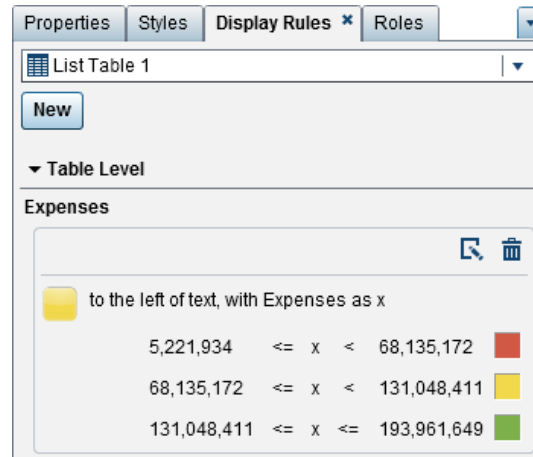 Properties Styles Display Rules Roles
List Table 1
New
Table Level
Expenses
to the left of text, with Expenses as x
5,221,934 <= x < 68,135,172
68,135,172 <= x < 131,048,411
131,048,411 <= x <= 193,961,649